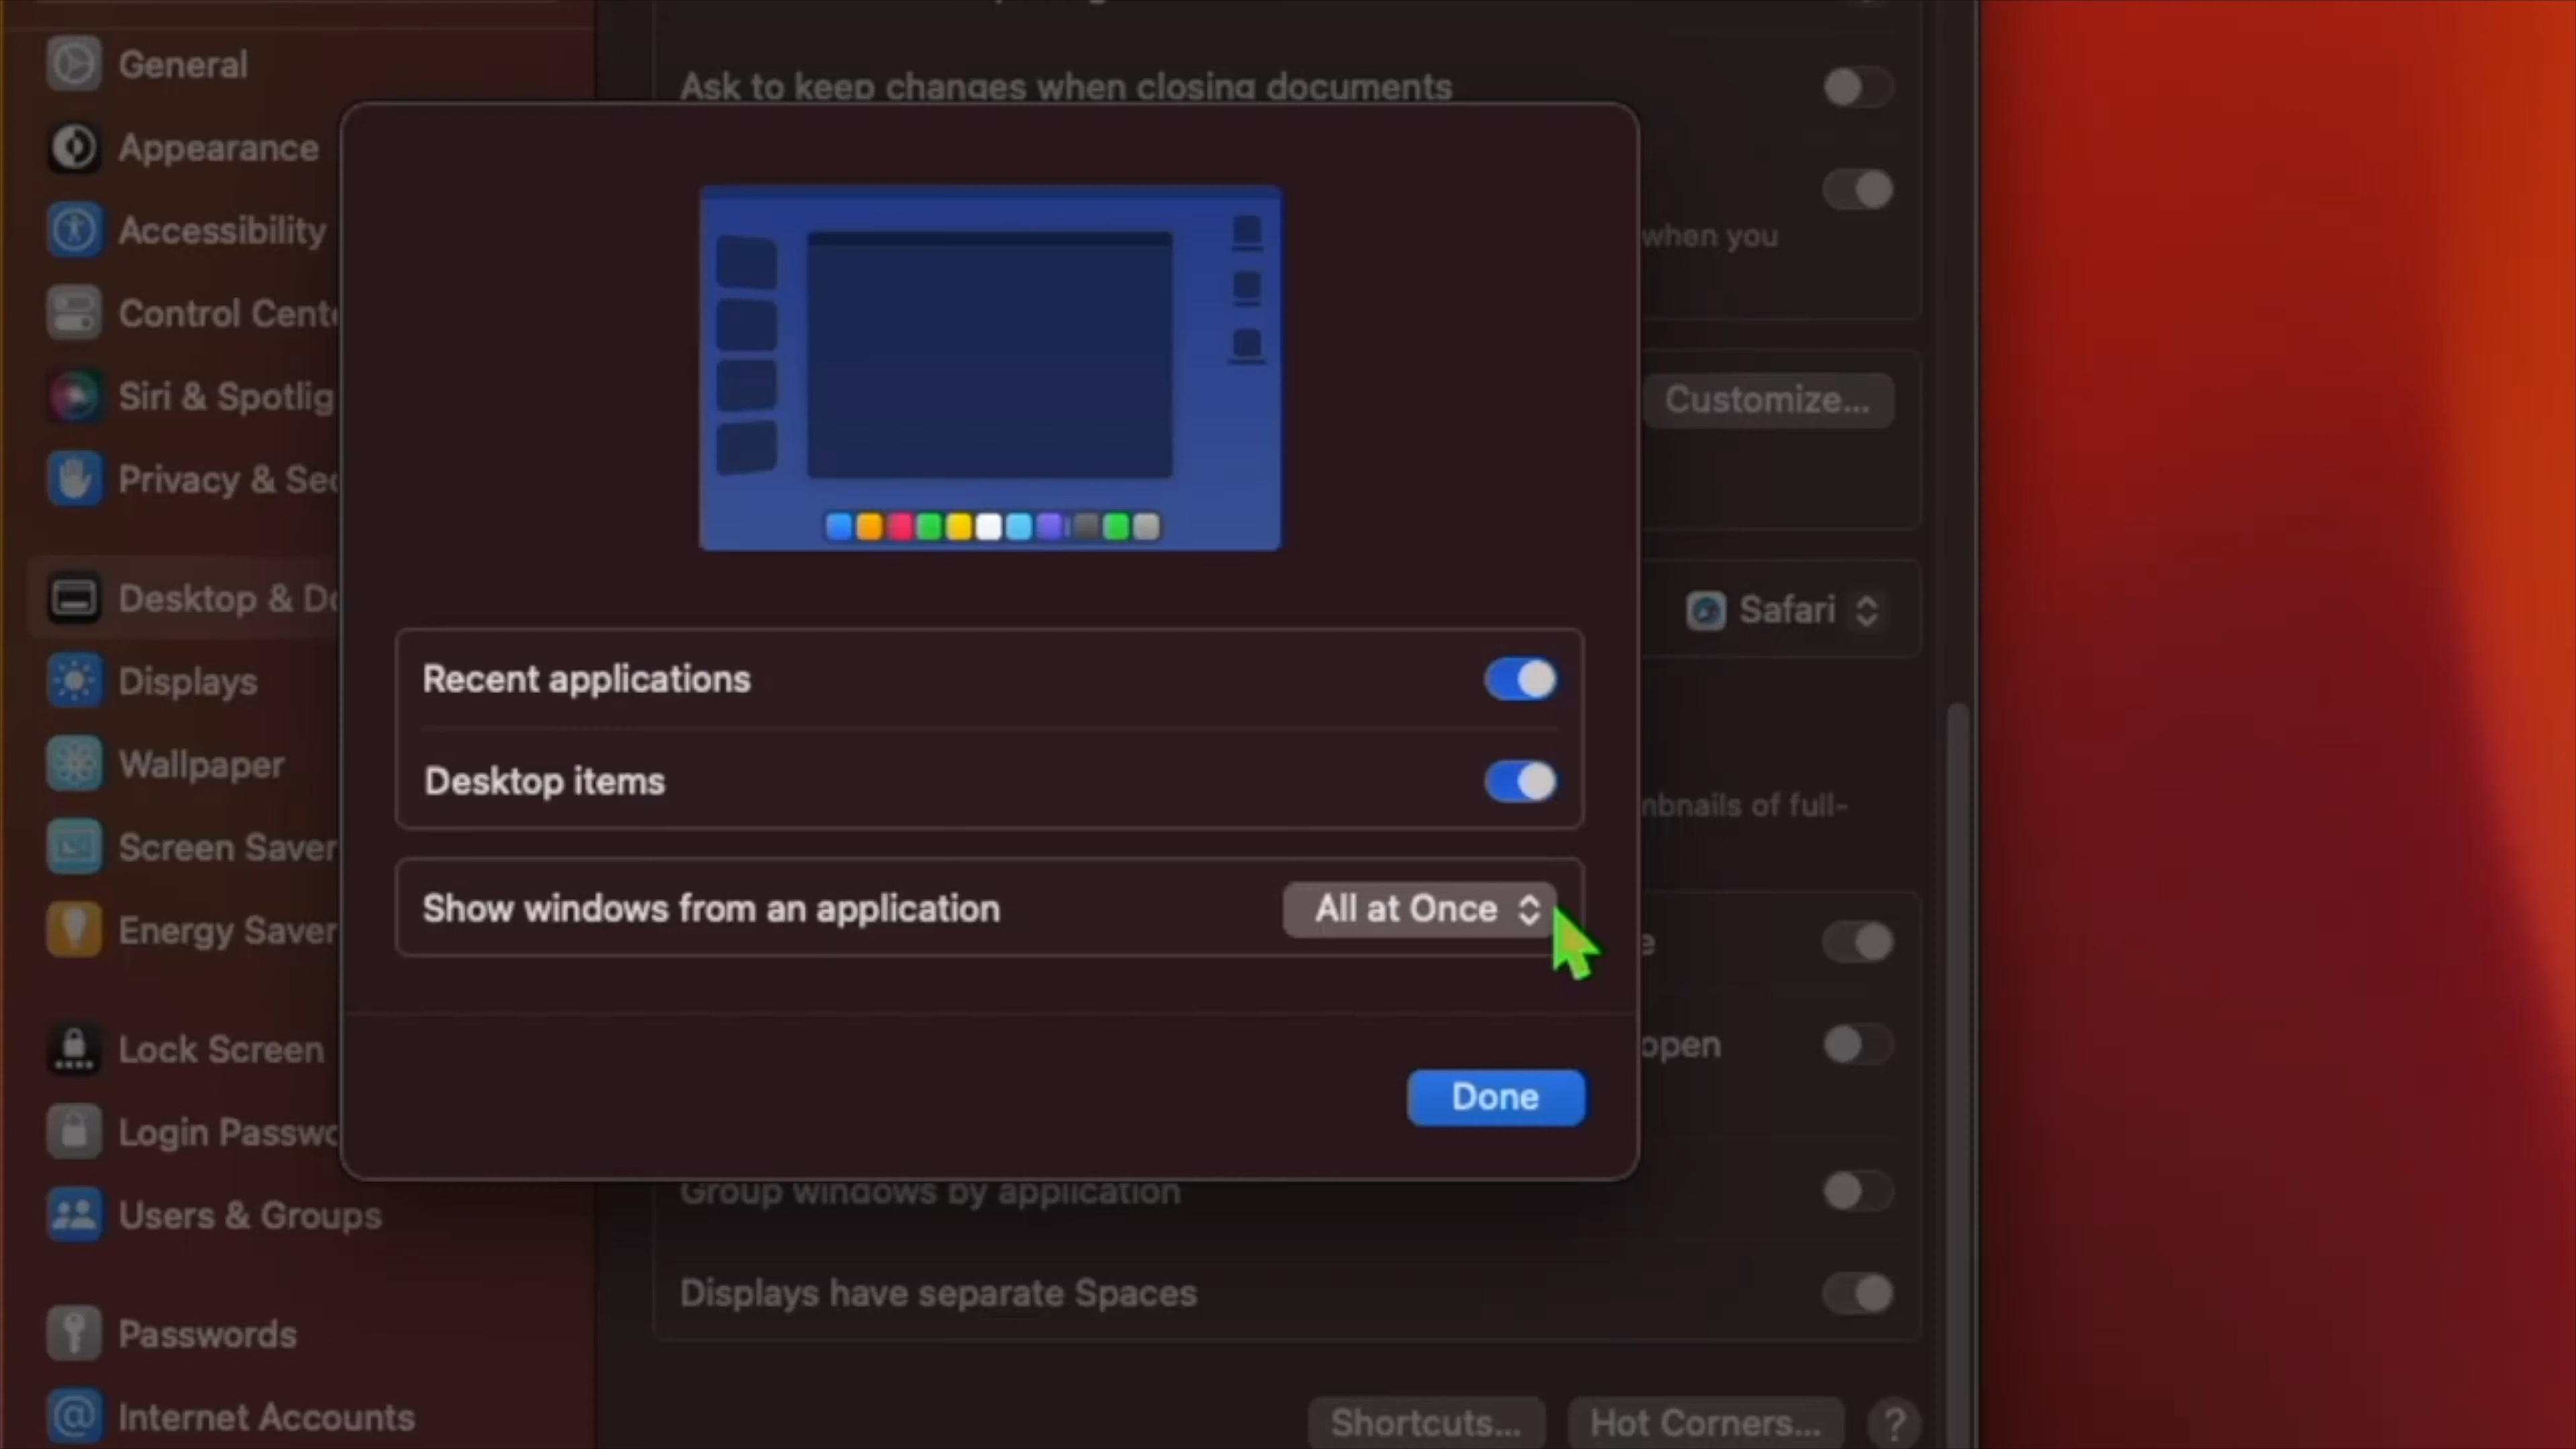 General
Appearance
Accessibility
Control Cent
Siri & Spotlig
Privacy & Sec
Desktop & Do
Displays
Wallpaper
Screen Saver
Energy Saver
Lock Screen
Login Passwo
Users & Groups
Passwords
Internet Accounts
Ask to keep changes when closing documents
when you
Customize...
Safari
Recent applications
Desktop items
mbnails of full-
Show windows from an application
All at Once
e
open
Done
Group windows by application
Displays have separate Spaces
Shortcuts...
Hot Corners...
?